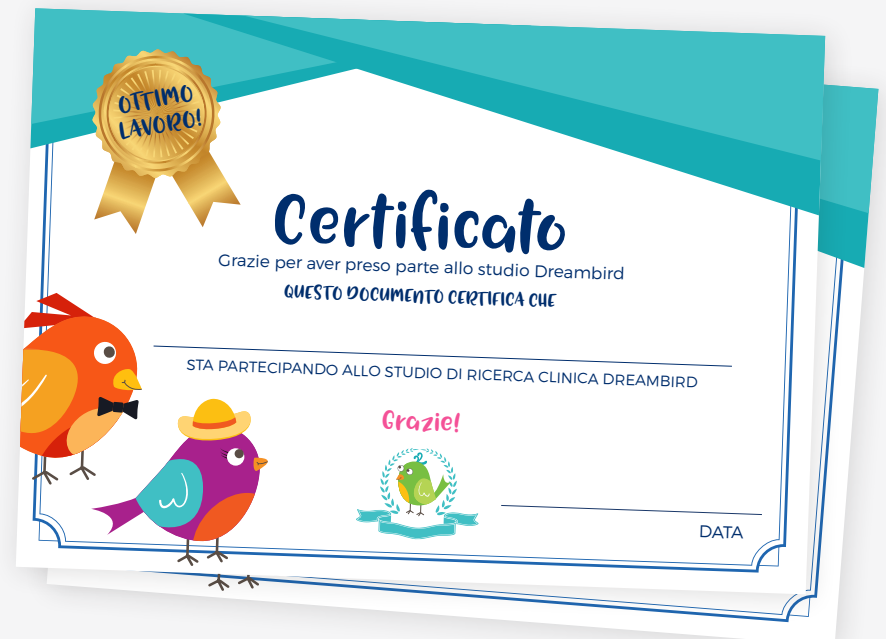 OTTIMO
LAVORO!
Certificato
Grazie per aver preso parte allo studio Dreambird
QUESTO DOCUMENTO CERTIFICA CHE
STA PARTECIPANDO ALLO STUDIO DI RICERCA CLINICA DREAMBIRD
Grazie!
DATA